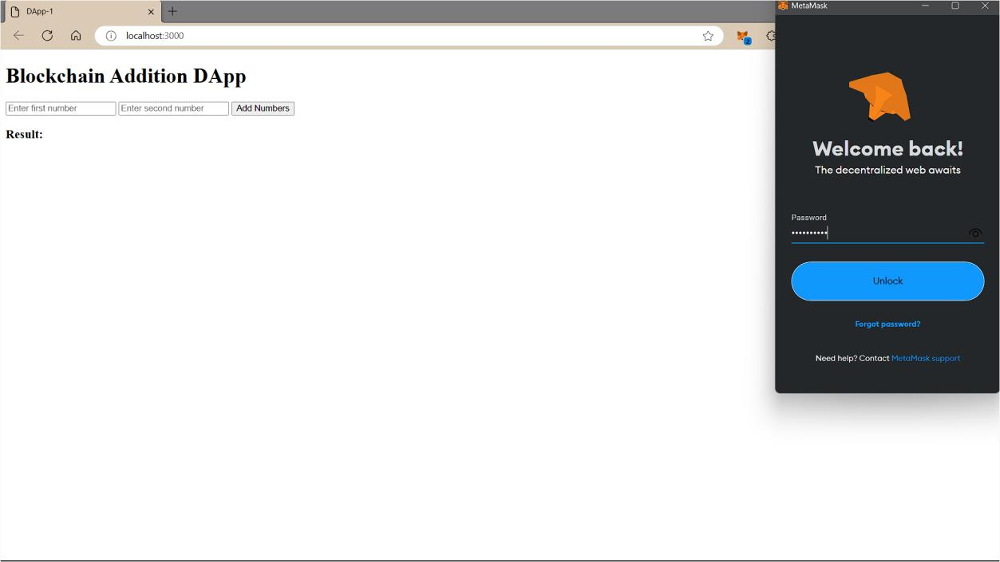 DApp-1
localhost:3000
Blockchain Addition DApp
Enter first number Enter second number Add Numbers
Result:
MetaMask
2
Welcome back!
The decentralized web awaits
Password
••••••••••
Unlock
Forgot password?
Need help? Contact MetaMask support